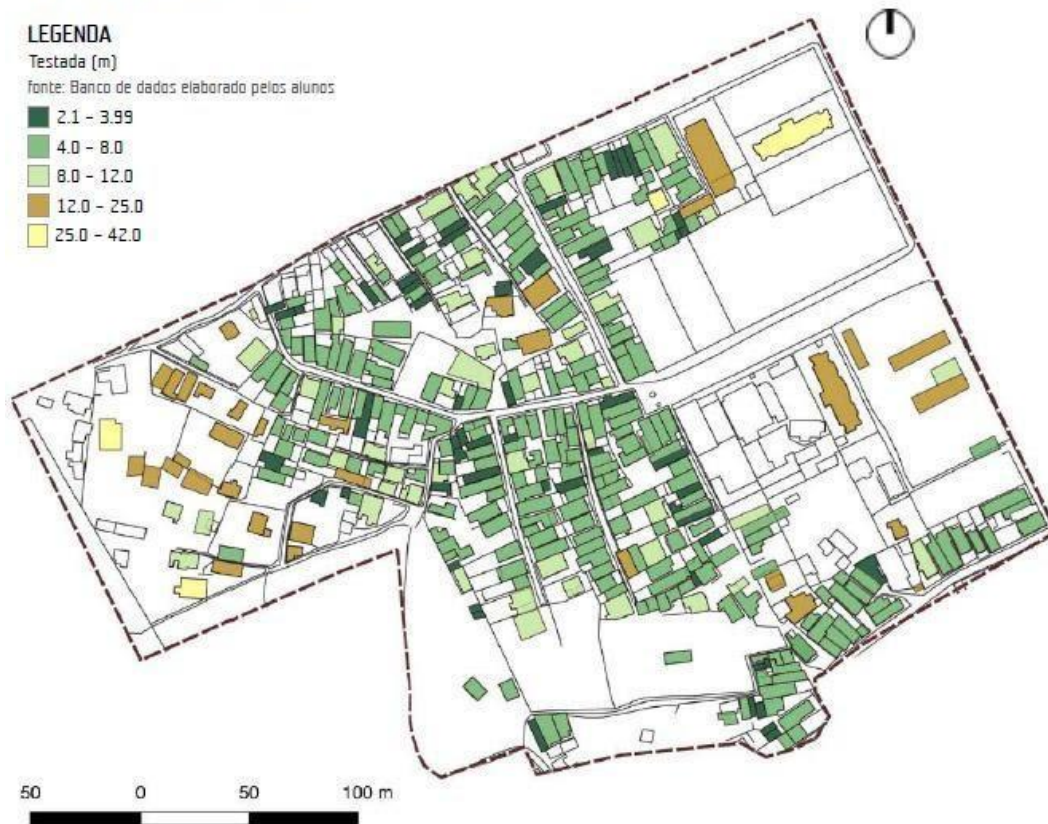 LEGENDA
Testada (m)
fonte: Banco de dados elaborado pelos alunos
2.1 - 3.99
4.0 - 8.0
8.0 - 12.0
12.0 - 25.0
25.0 - 42.0
50 0 50 100 m